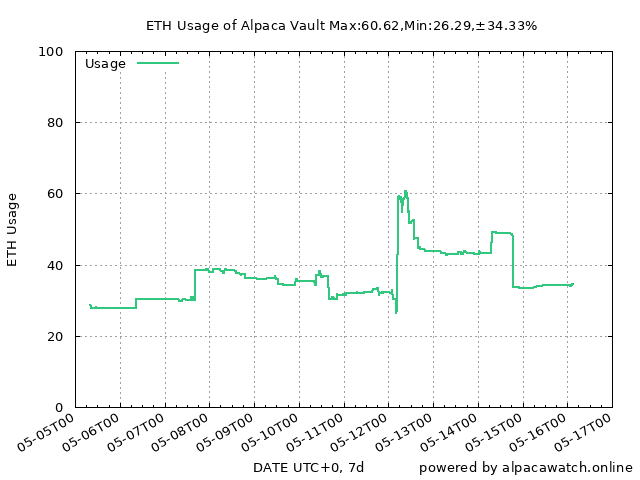 ETH Usage of Alpaca Vault Max:60.62,Min:26.29,±34.33%
Usage
100
80
60
40
20
0
ETH Usage
05-05T00
05-06T00
05-07T00
05-08T00
05-09T00
05-10T00
05-11T00
05-12T00
05-13T00
05-14T00
05-15T00
05-16T00
05-17T00
DATE UTC+0, 7d
powered by alpacawatch.online